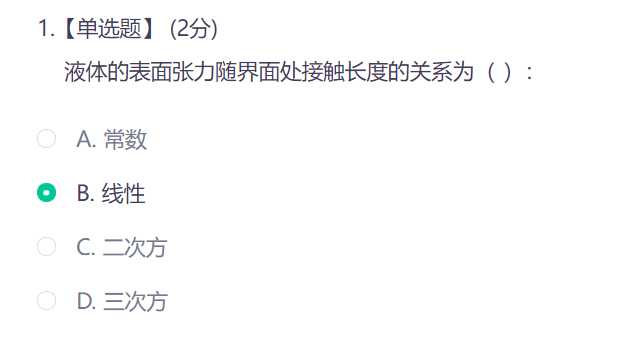 1.【单选题】 (2分)
液体的表面张力随界面处接触长度的关系为（ ）:
A. 常数
B. 线性
C. 二次方
D. 三次方